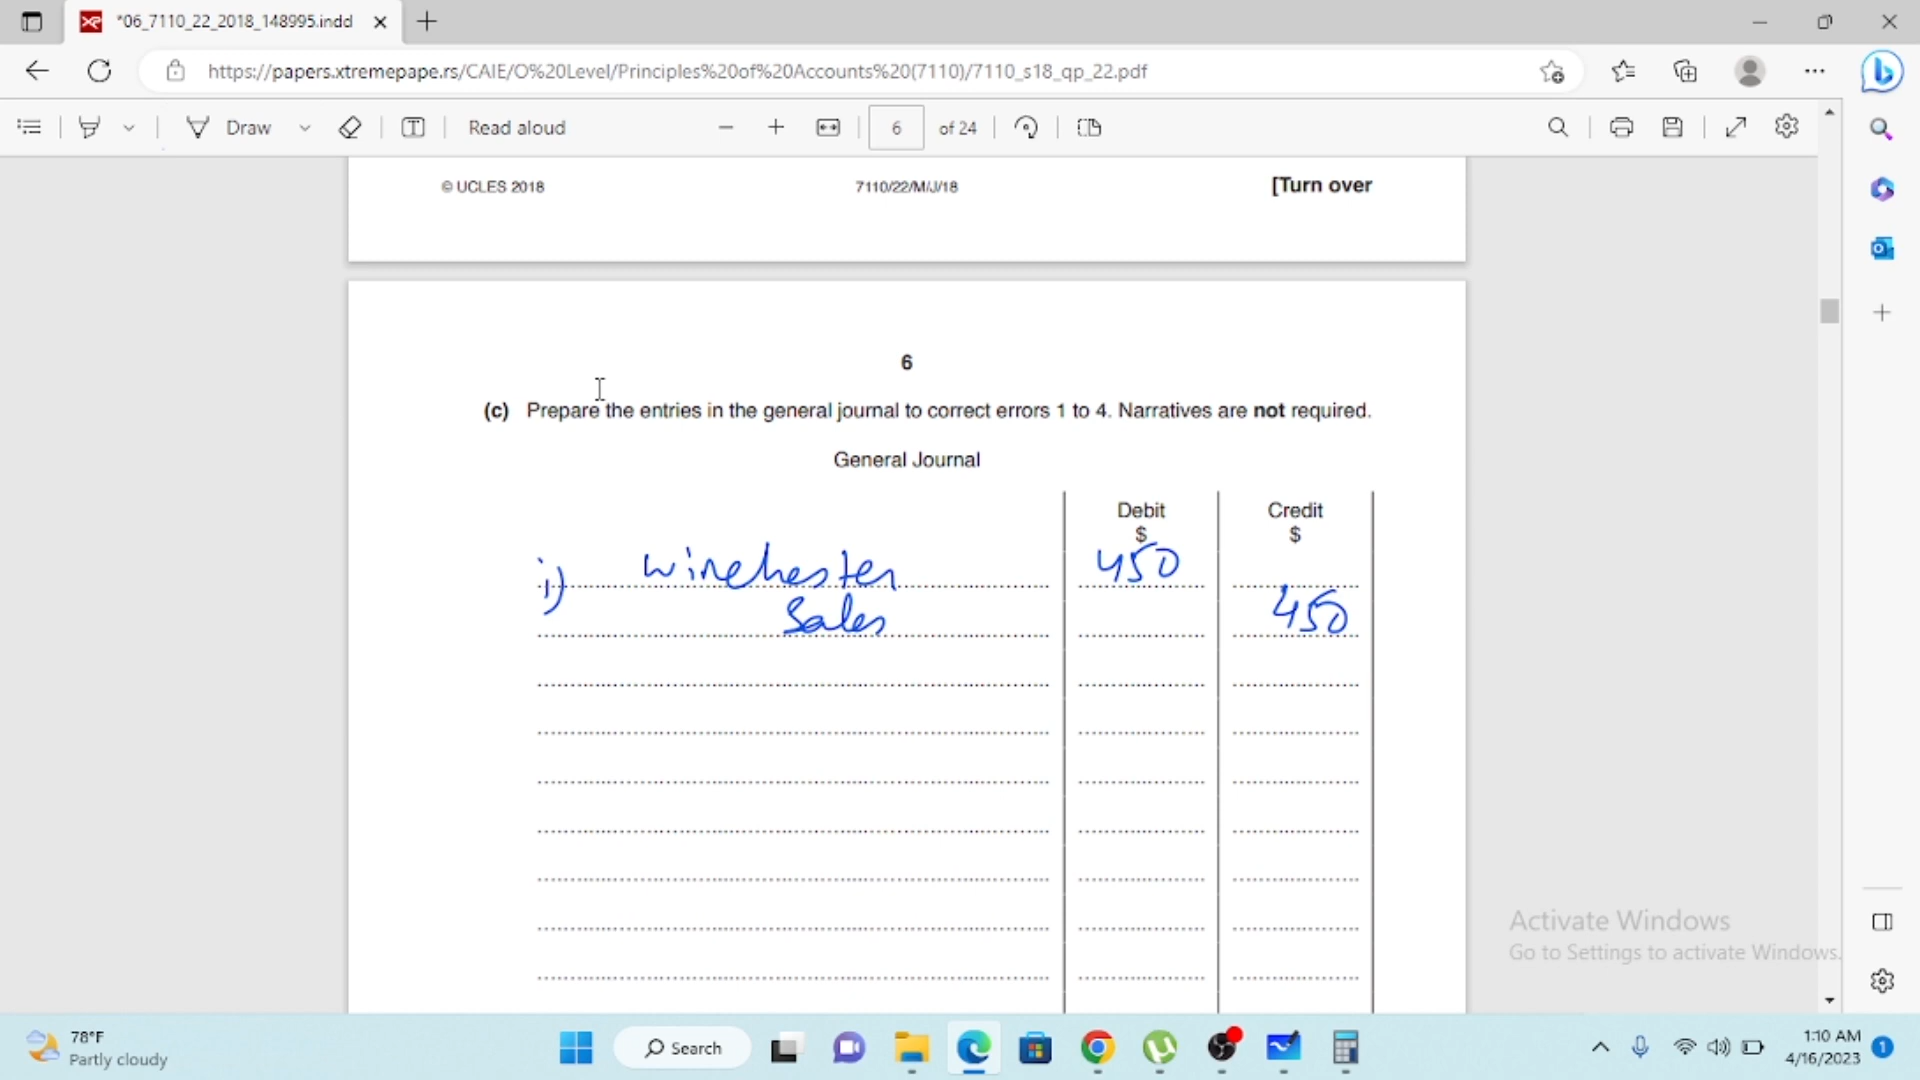 *06_7110_22_2018_148995.indd
https://papers.xtremepape.rs/CAIE/O%20Level/Principles%20of%20Accounts%20(7110)/7110_s18_qp_22.pdf
Draw
Read aloud
6
of 24
© UCLES 2018
7110/22/M/J/18
[Turn over
6
(c) Prepare the entries in the general journal to correct errors 1 to 4. Narratives are not required.
General Journal
Debit
$
Credit
$
i) Winchester 450
Sales 450
Activate Windows
Go to Settings to activate Windows.
78°F
Partly cloudy
Search
1:10 AM
4/16/2023
1